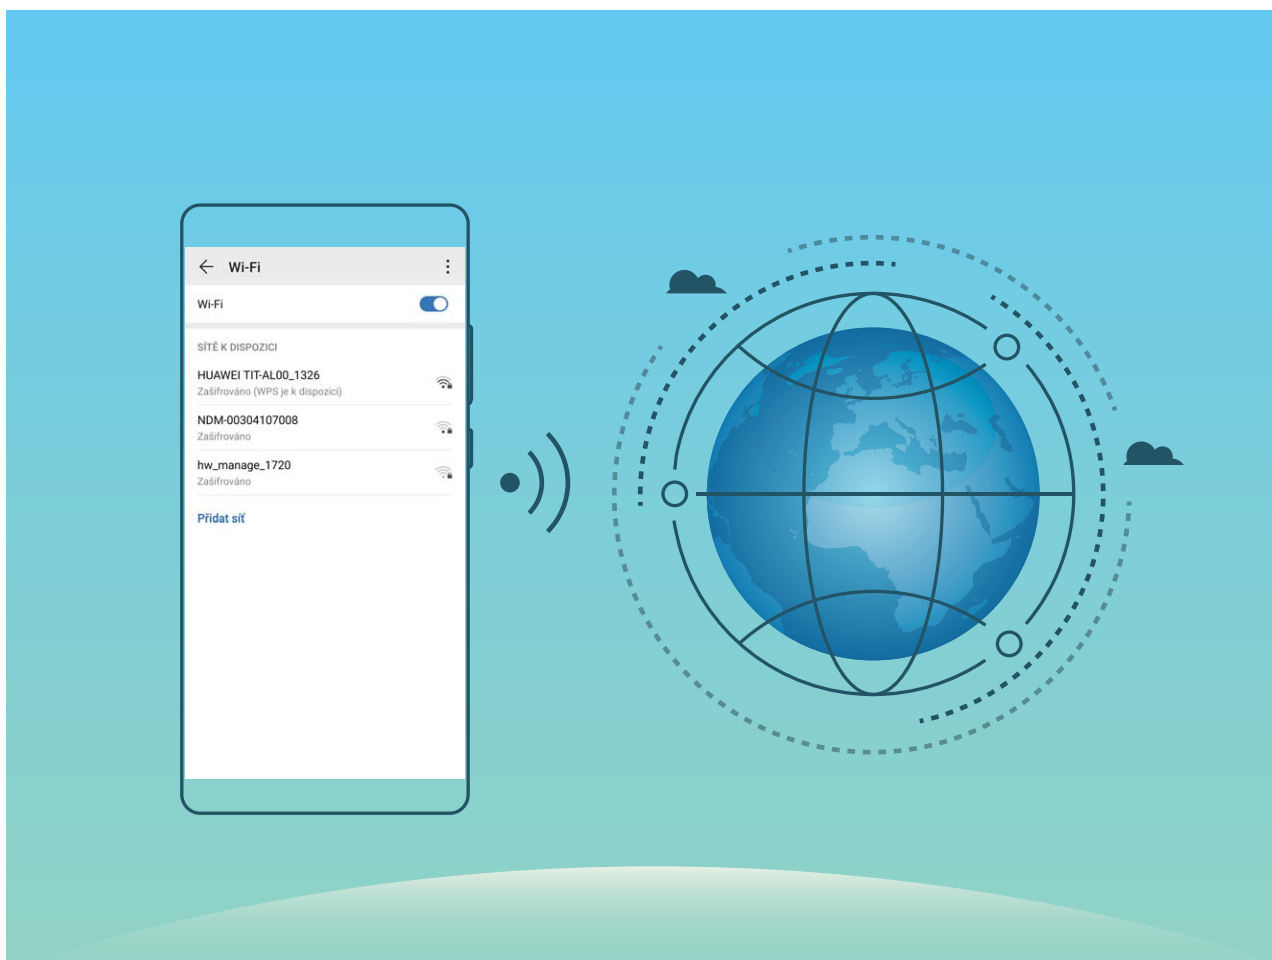 Wi-Fi
Wi-Fi
SÍTĚ K DISPOZICI
HUAWEI TIT-AL00_1326
Zašifrováno (WPS je k dispozici)
NDM-00304107008
Zašifrováno
hw_manage_1720
Zašifrováno
Přidat síť